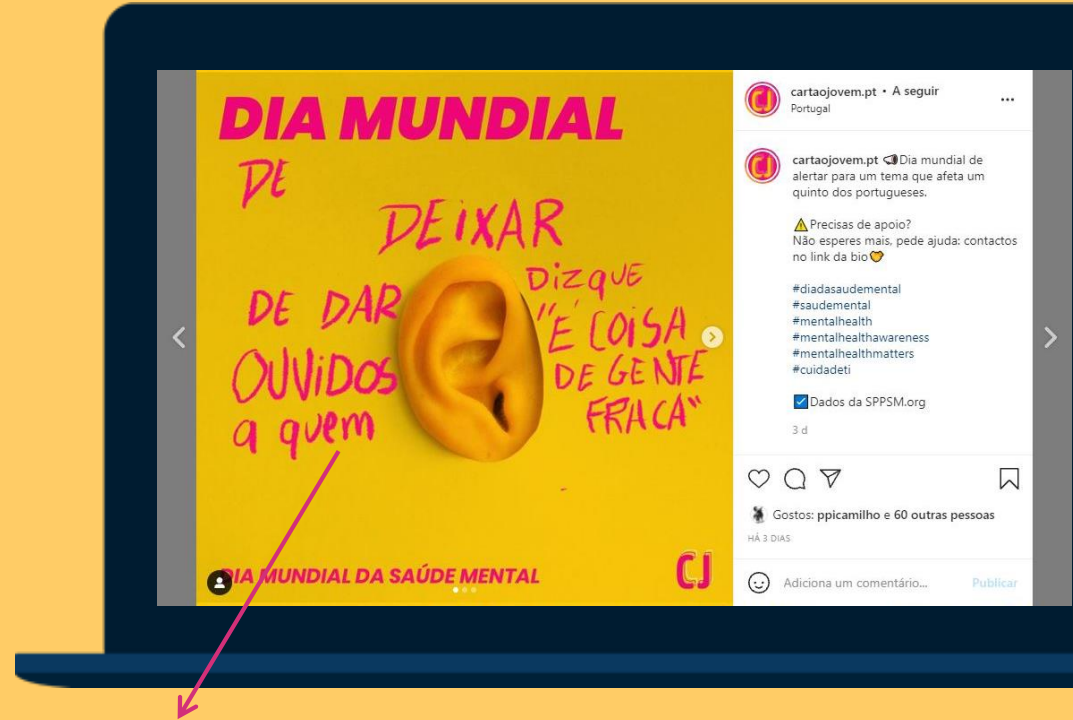 DIA MUNDIAL
DE
DEIXAR
DE DAR
OUVIDOS
a quem
Diz que
"É COISA
DE GENTE
FRACA"
DIA MUNDIAL DA SAÚDE MENTAL
CJ
CJ
cartaojovem.pt • A seguir
Portugal
CJ
cartaojovem.pt 📢Dia mundial de
alertar para um tema que afeta um
quinto dos portugueses.
⚠Precisas de apoio?
Não esperes mais, pede ajuda: contactos
no link da bio🧡
#diadasaudemental
#saudemental
#mentalhealth
#mentalhealthawareness
#mentalhealthmatters
#cuidadeti
☑Dados da SPPSM.org
3 d
Gostos: ppicamilho e 60 outras pessoas
HÁ 3 DIAS
Adiciona um comentário... Publicar